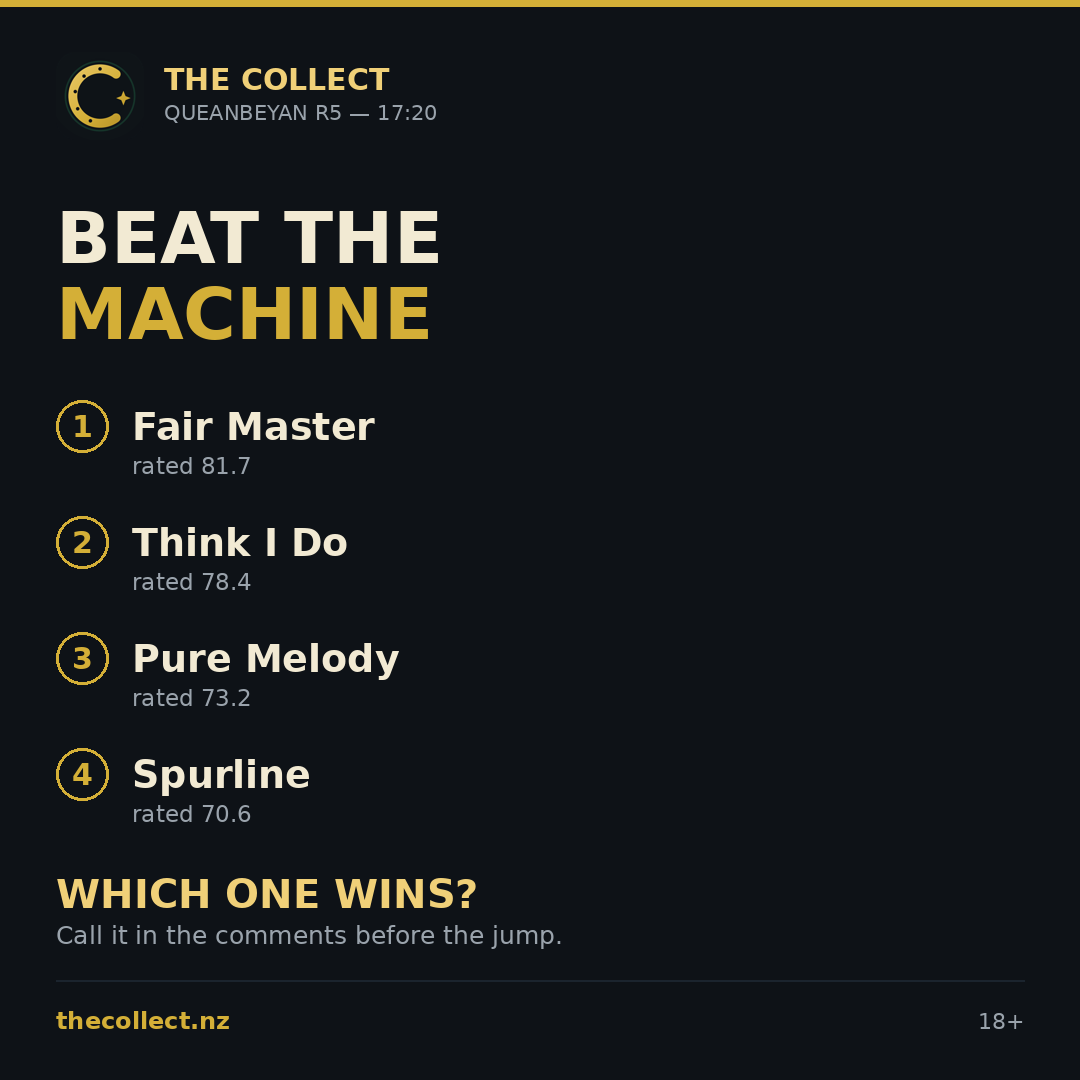 THE COLLECT
QUEANBEYAN R5 — 17:20
BEAT THE
MACHINE
1 Fair Master
rated 81.7
2 Think I Do
rated 78.4
3 Pure Melody
rated 73.2
4 Spurline
rated 70.6
WHICH ONE WINS?
Call it in the comments before the jump.
thecollect.nz 18+